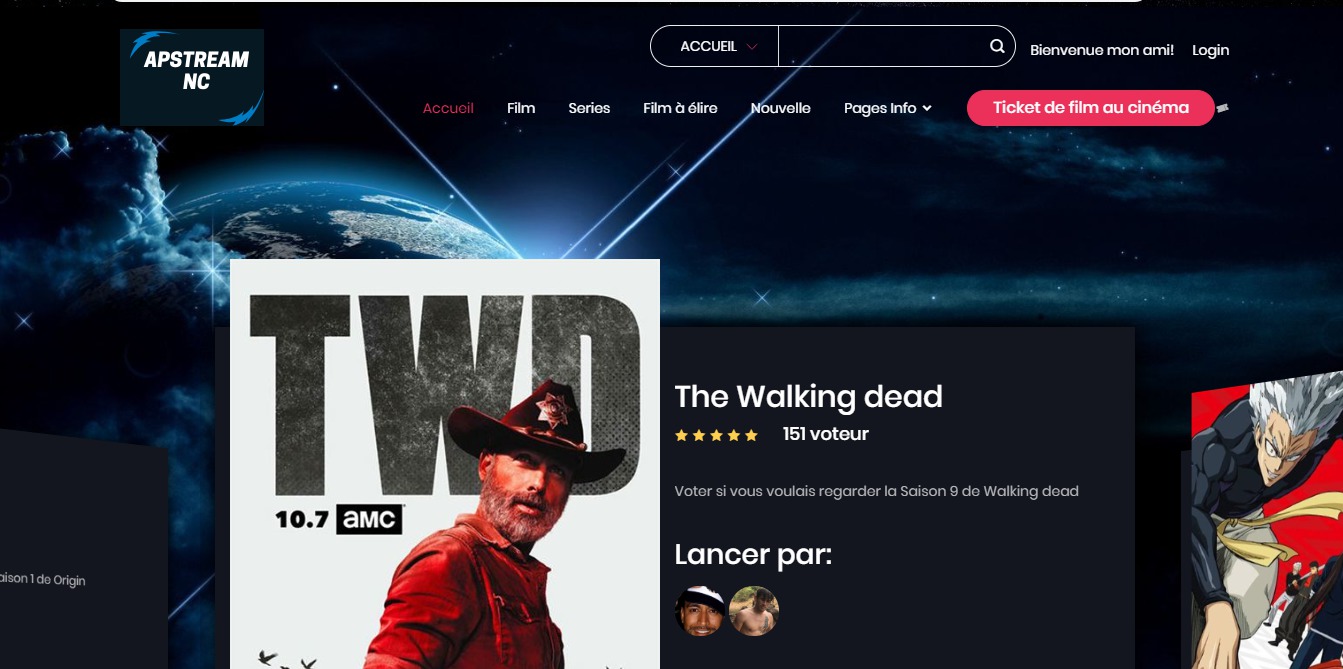 APSTREAM
NC
ACCUEIL
Bienvenue mon ami! Login
Accueil Film Series Film à élire Nouvelle Pages Info Ticket de film au cinéma
TWD
10.7 aMC
The Walking dead
151 voteur
Voter si vous voulais regarder la Saison 9 de Walking dead
Lancer par:
aison 1 de Origin